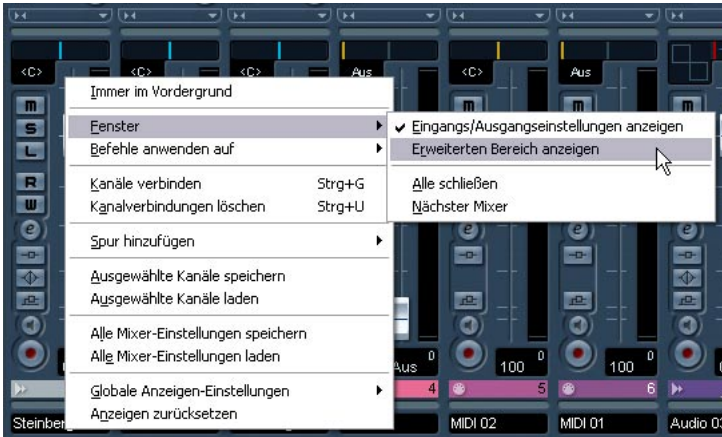 <C> <C> <C> Aus <C> Aus
Immer im Vordergrund
Fenster
Befehle anwenden auf
Kanäle verbinden Strg+G
Kanalverbindungen löschen Strg+U
Spur hinzufügen
Ausgewählte Kanäle speichern
Ausgewählte Kanäle laden
Alle Mixer-Einstellungen speichern
Alle Mixer-Einstellungen laden
Globale Anzeigen-Einstellungen
Anzeigen zurücksetzen
Eingangs/Ausgangseinstellungen anzeigen
Erweiterten Bereich anzeigen
Alle schließen
Nächster Mixer
m m m m
S
L
R
W
e e e e
Aus 0 100 0 100 0
4 5 6
MIDI 02 MIDI 01